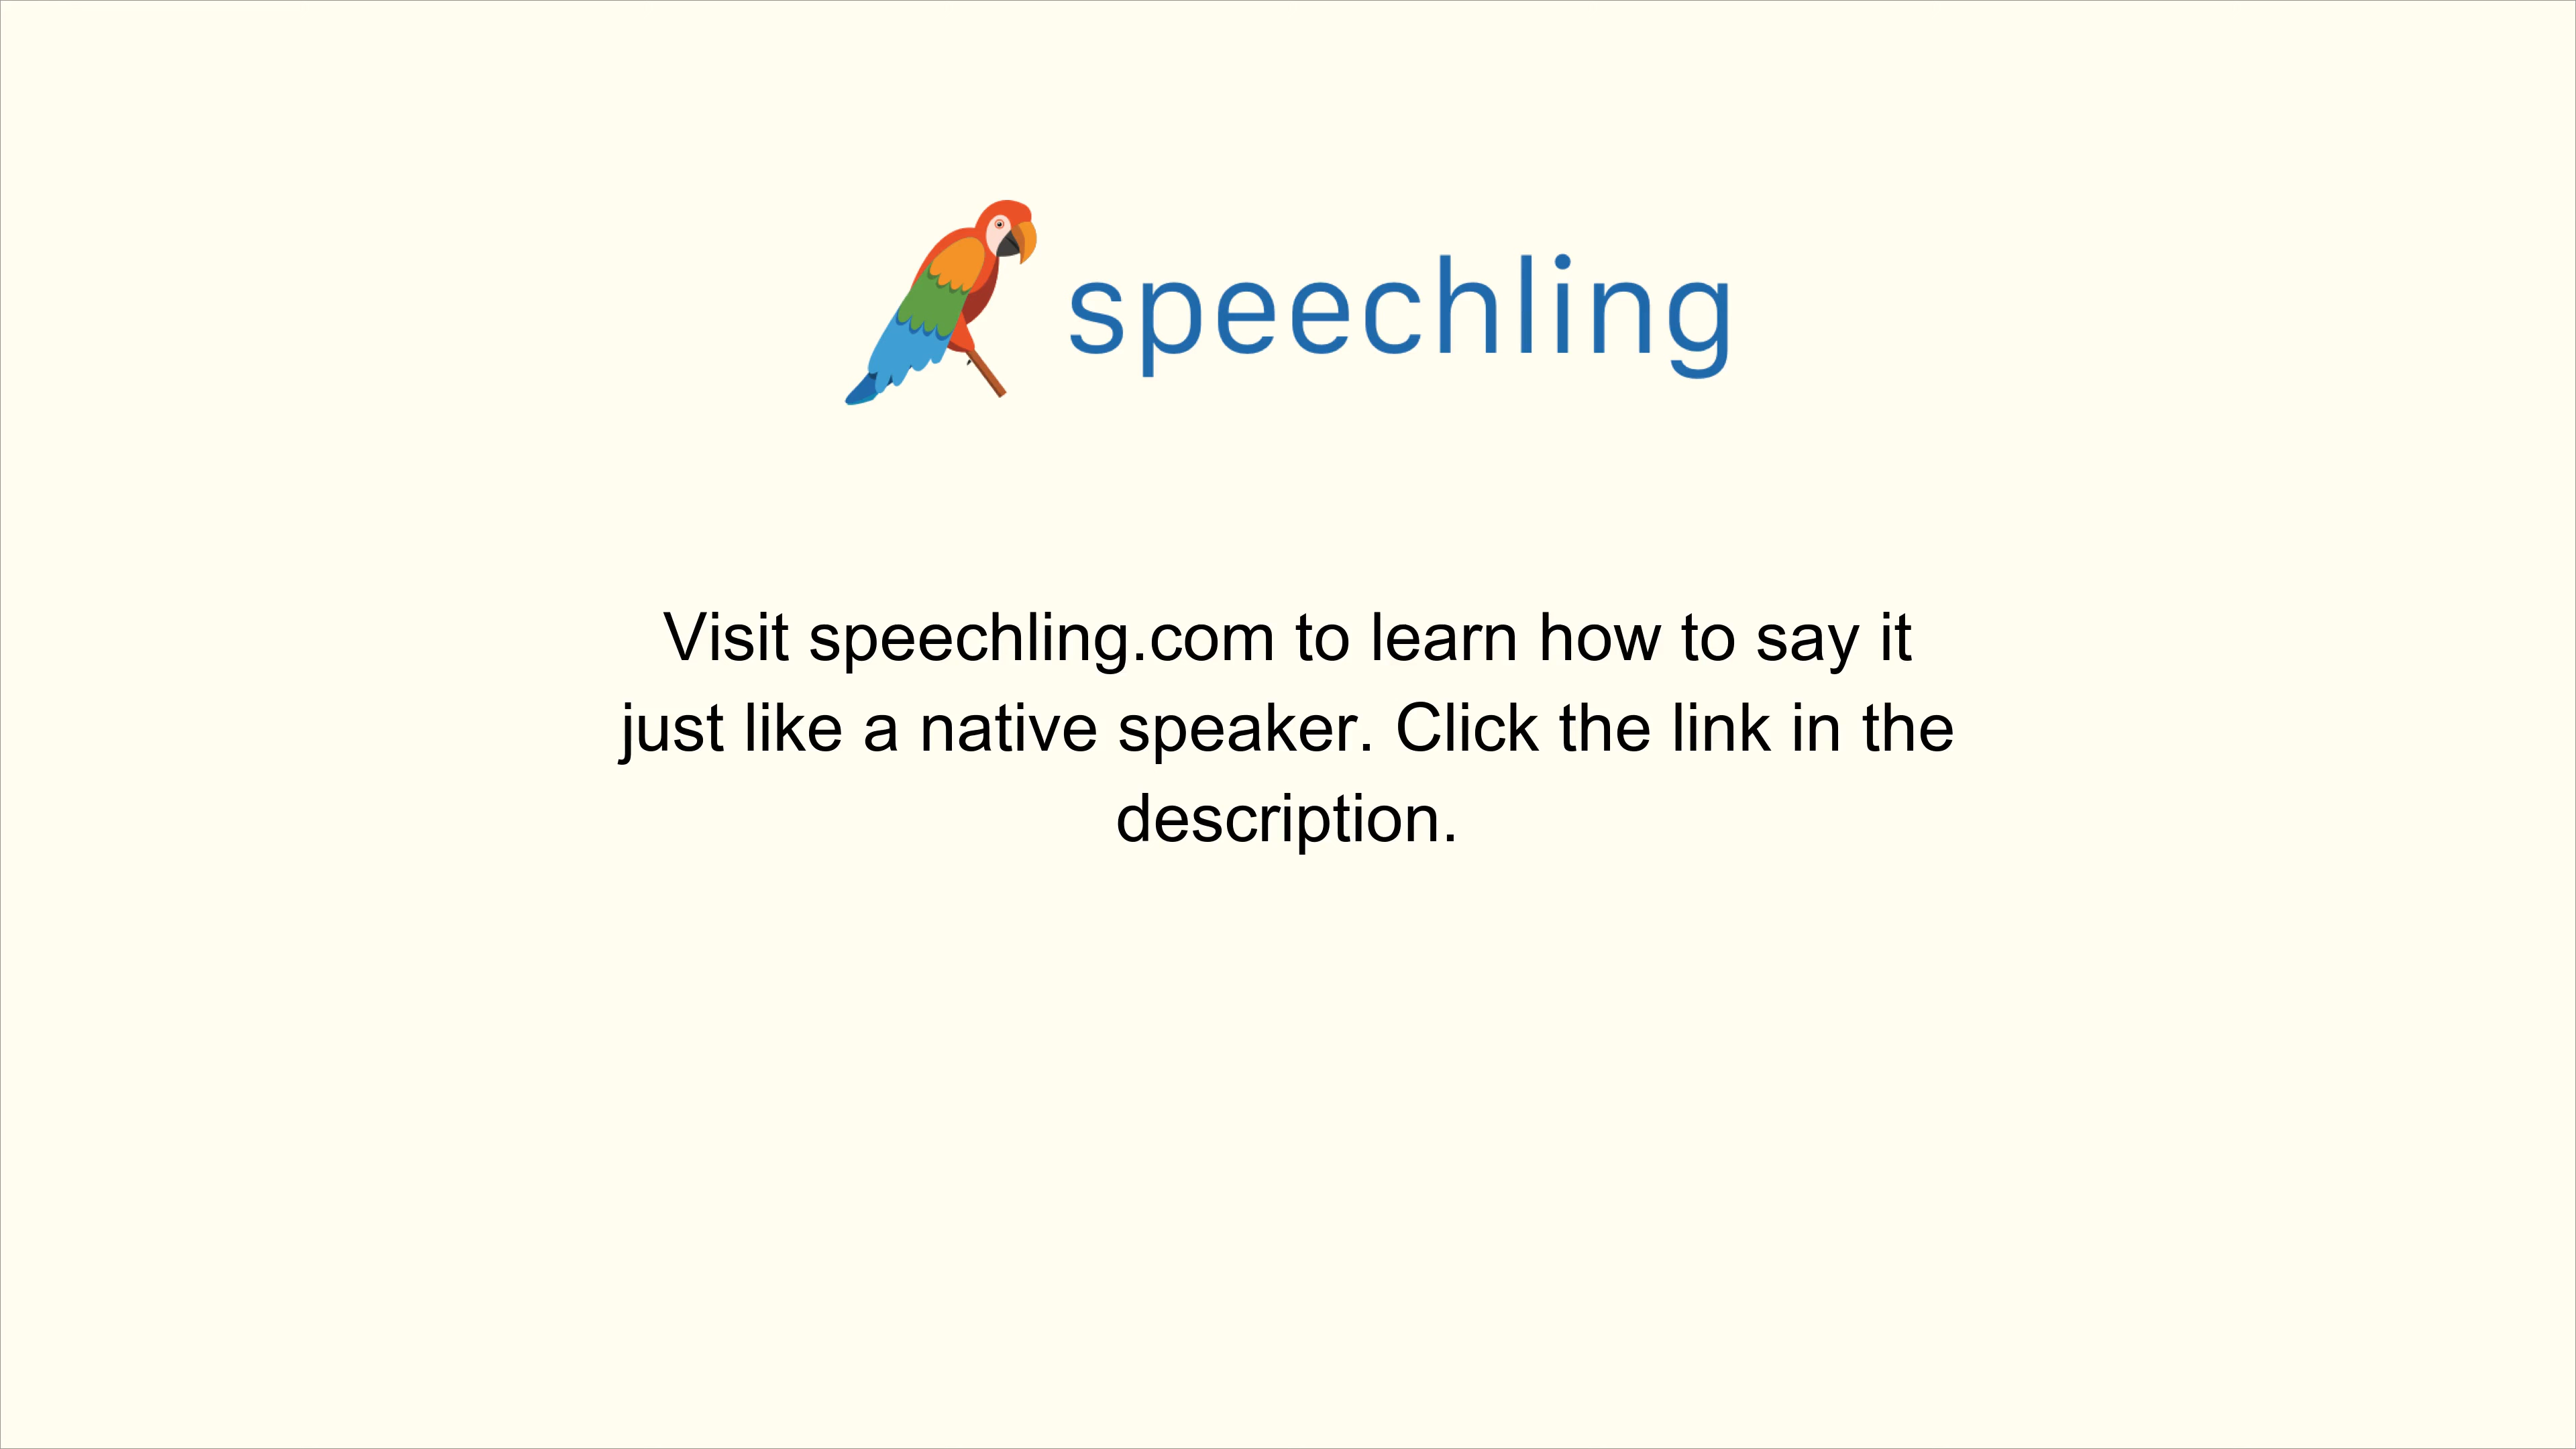 speechling
Visit speechling.com to learn how to say it
just like a native speaker. Click the link in the
description.